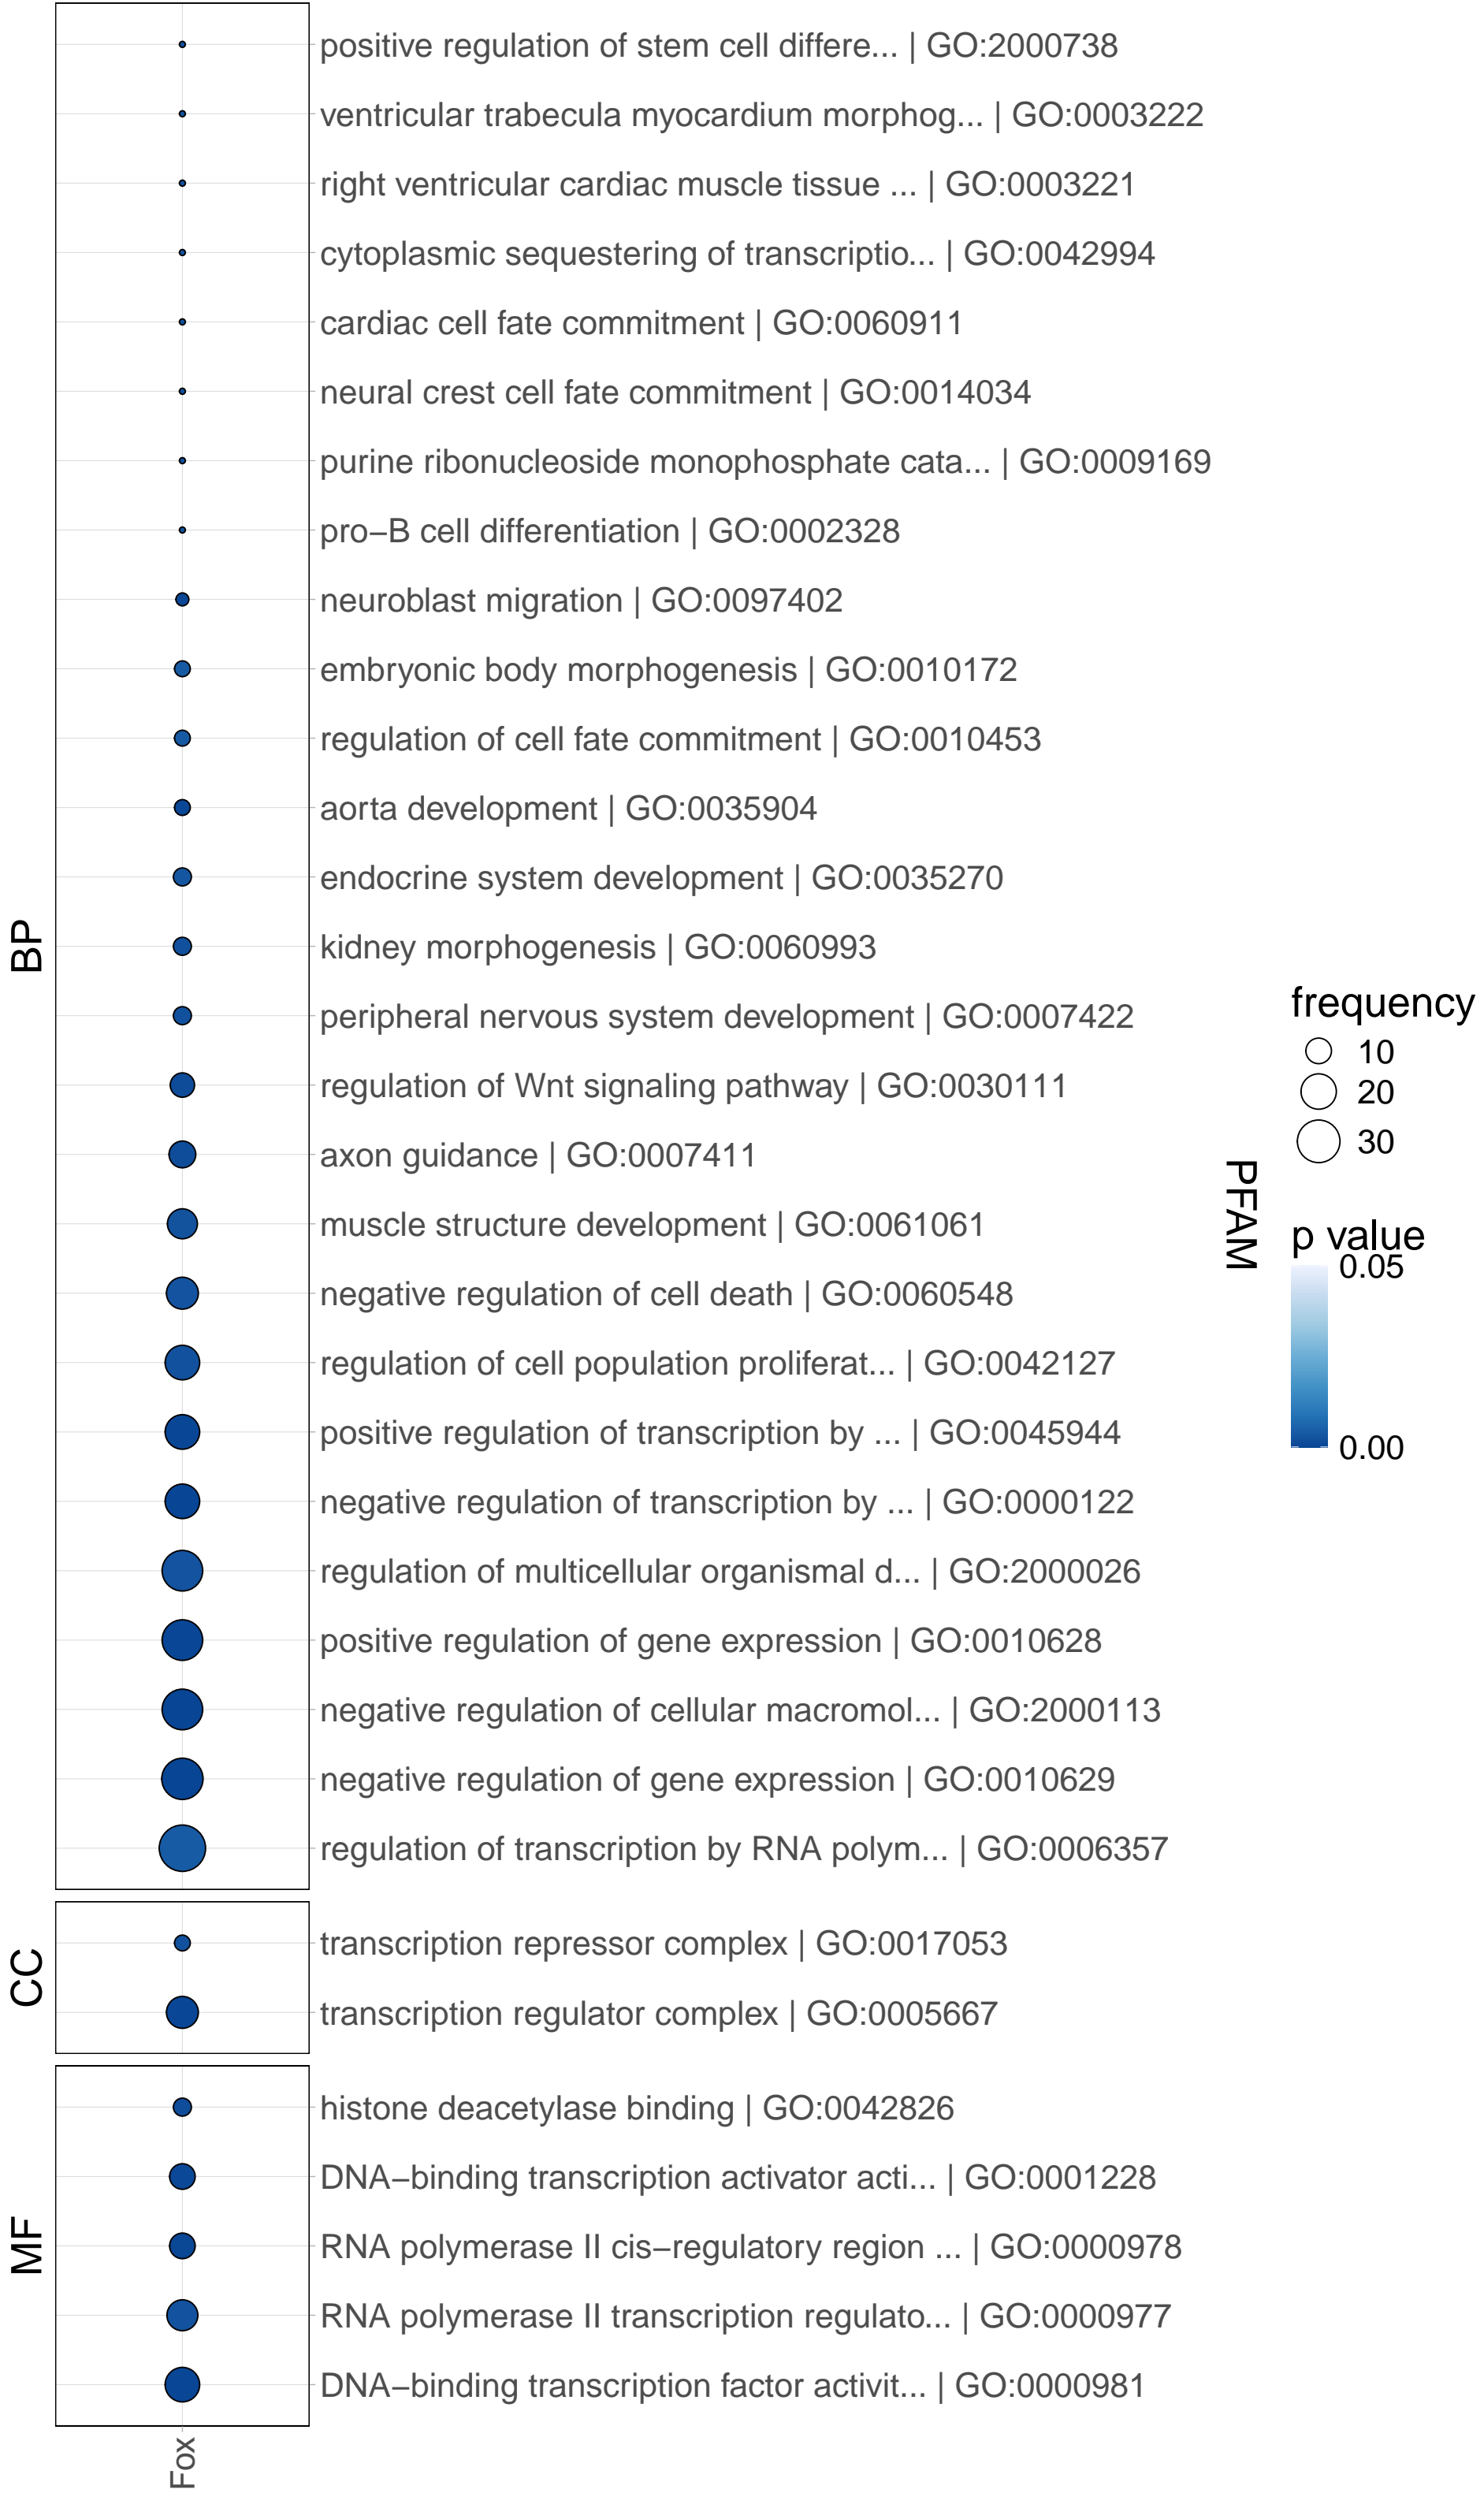 BP
positive regulation of stem cell differe... | GO:2000738
ventricular trabecula myocardium morphog... | GO:0003222
right ventricular cardiac muscle tissue ... | GO:0003221
cytoplasmic sequestering of transcriptio... | GO:0042994
cardiac cell fate commitment | GO:0060911
neural crest cell fate commitment | GO:0014034
purine ribonucleoside monophosphate cata... | GO:0009169
pro−B cell differentiation | GO:0002328
neuroblast migration | GO:0097402
embryonic body morphogenesis | GO:0010172
regulation of cell fate commitment | GO:0010453
aorta development | GO:0035904
endocrine system development | GO:0035270
kidney morphogenesis | GO:0060993
peripheral nervous system development | GO:0007422
regulation of Wnt signaling pathway | GO:0030111
axon guidance | GO:0007411
muscle structure development | GO:0061061
negative regulation of cell death | GO:0060548
regulation of cell population proliferat... | GO:0042127
positive regulation of transcription by ... | GO:0045944
negative regulation of transcription by ... | GO:0000122
regulation of multicellular organismal d... | GO:2000026
positive regulation of gene expression | GO:0010628
negative regulation of cellular macromol... | GO:2000113
negative regulation of gene expression | GO:0010629
regulation of transcription by RNA polym... | GO:0006357
CC
transcription repressor complex | GO:0017053
transcription regulator complex | GO:0005667
MF
histone deacetylase binding | GO:0042826
DNA−binding transcription activator acti... | GO:0001228
RNA polymerase II cis−regulatory region ... | GO:0000978
RNA polymerase II transcription regulato... | GO:0000977
DNA−binding transcription factor activit... | GO:0000981
Fox
PFAM
frequency
10
20
30
p value
0.05
0.00